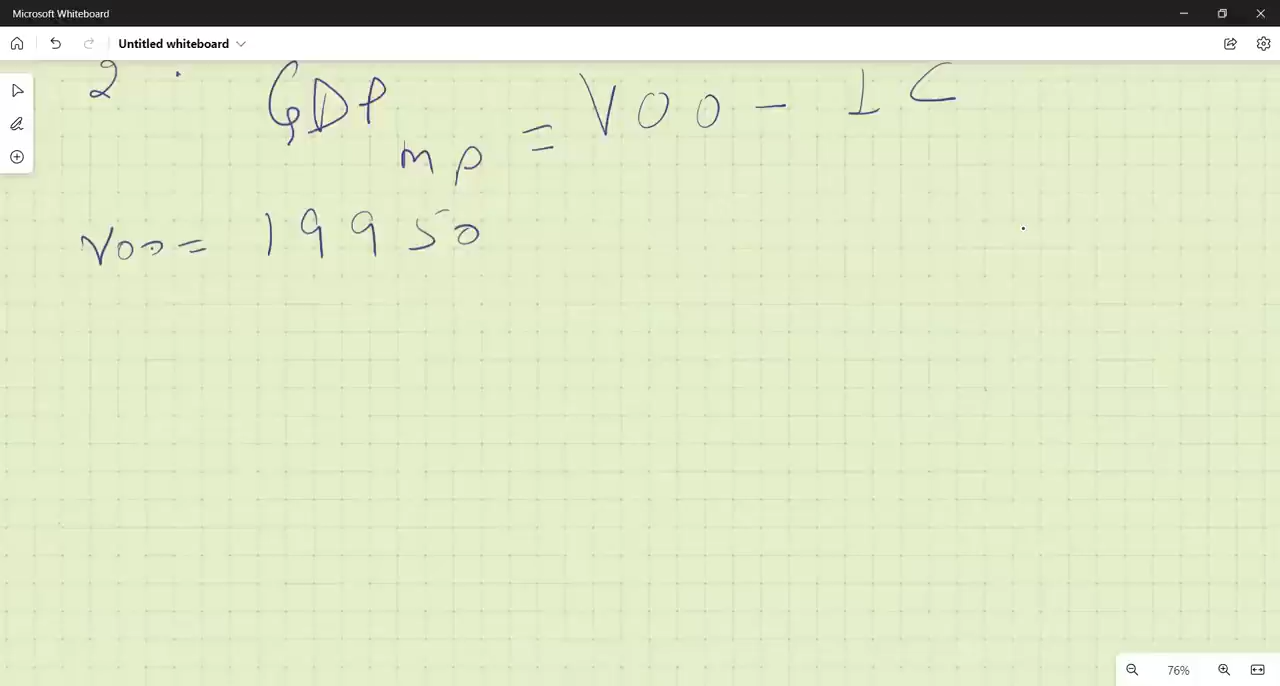 Microsoft Whiteboard
Untitled whiteboard
2. GDP mp = VOO - IC
VOO = 19950
76%